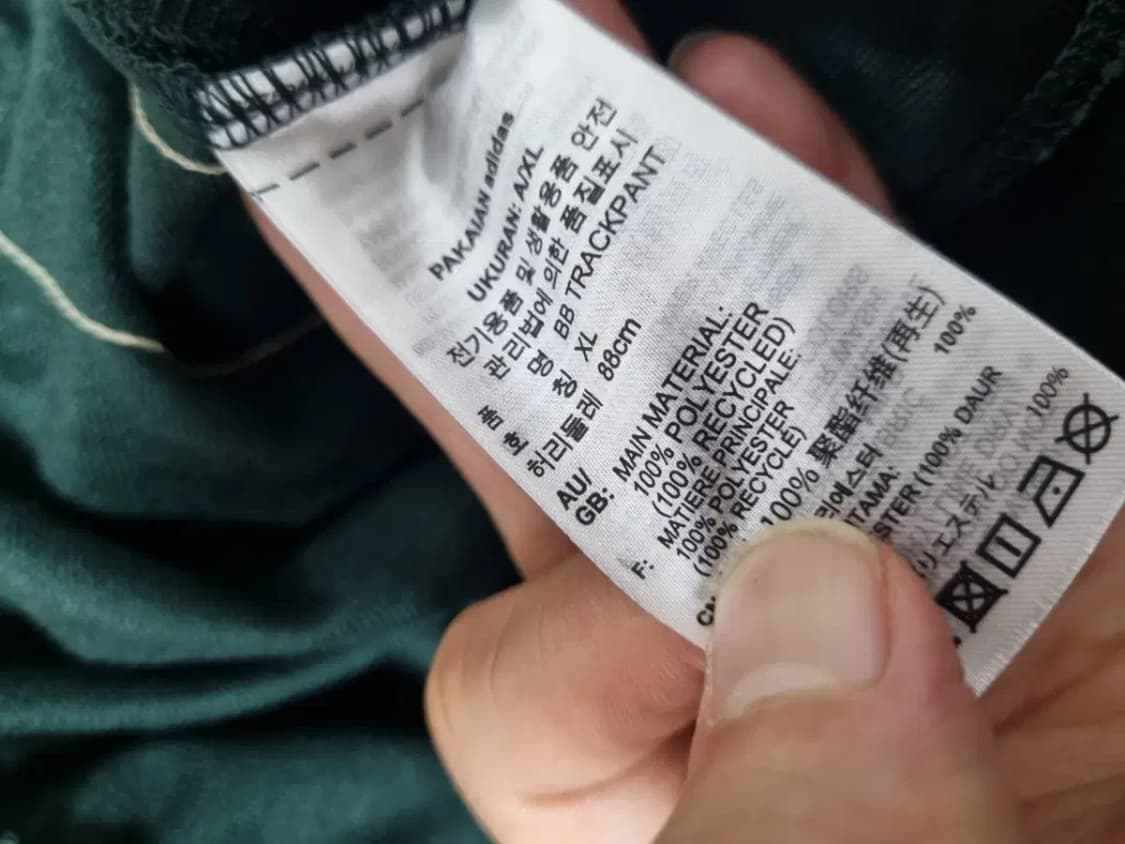 PAKAIAN adidas
UKURAN: A/XL
전기용품 및 생활용품 안전
관리법에 의한 품질표시
품 명 BB TRACKPANT
호 칭 XL
허리둘레 88cm
AU/
GB: MAIN MATERIAL:
100% POLYESTER
(100% RECYCLED)
F: MATIERE PRINCIPALE:
100% POLYESTER
(100% RECYCLE)
CN 100% 聚酯纤维(再生)
에스터 100%
TAMA:
ESTER (100% DAUR
リエステル 100%